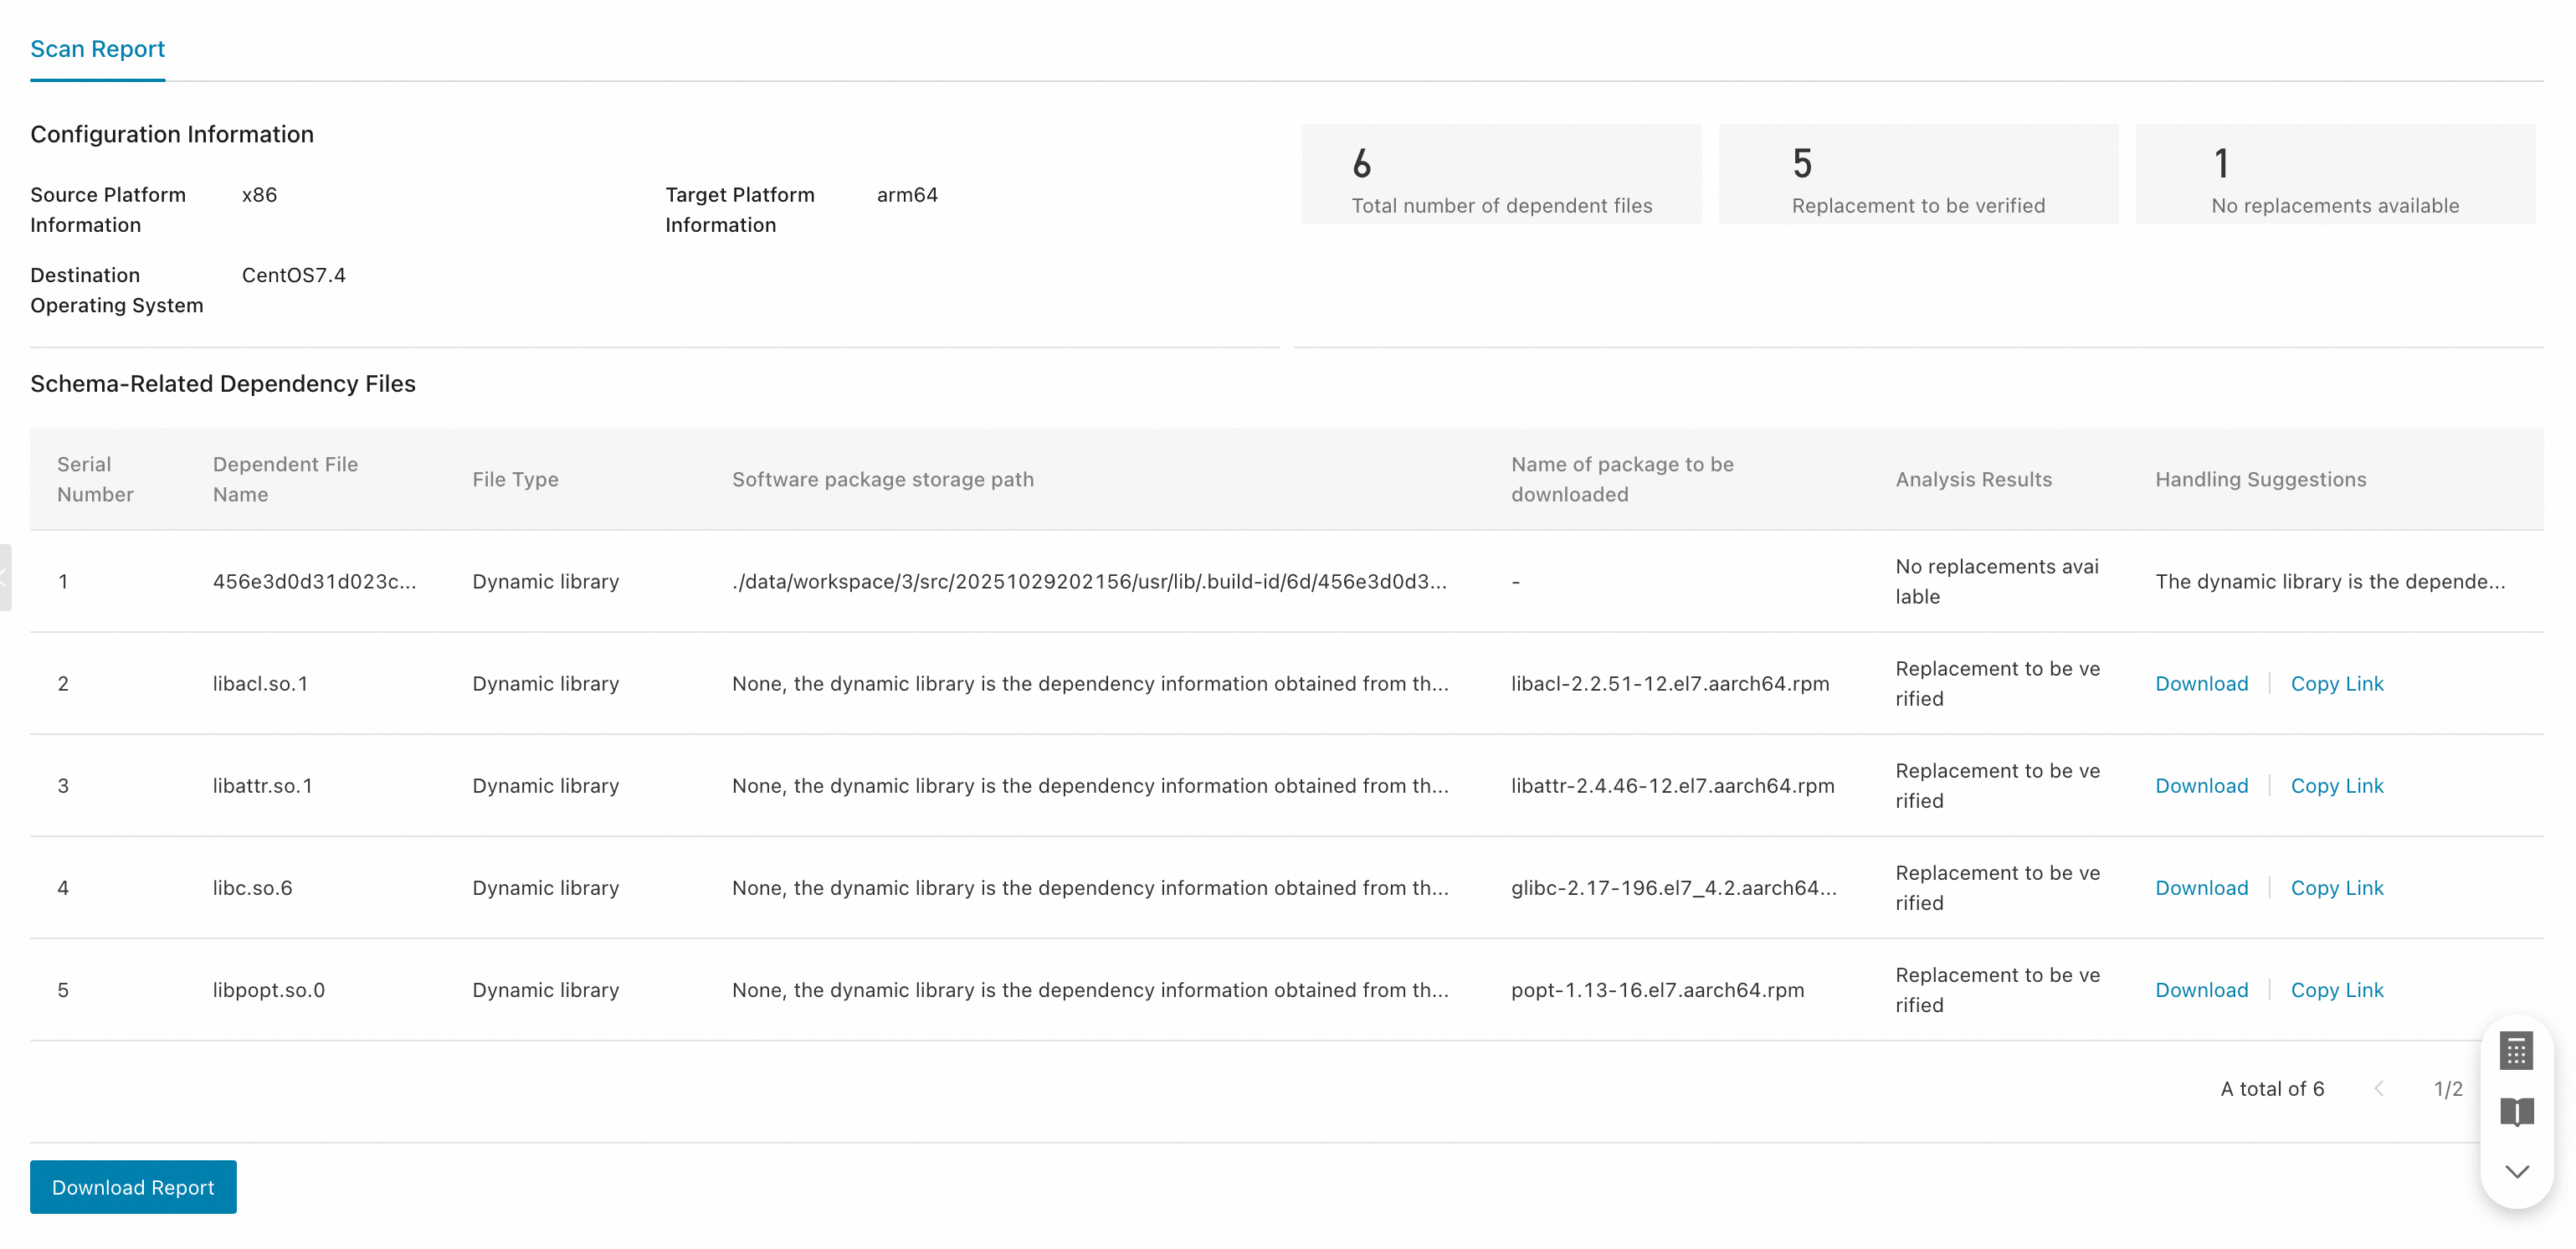 Scan Report
Configuration Information
Source Platform Information x86
Target Platform Information arm64
Destination Operating System CentOS7.4
6
Total number of dependent files
5
Replacement to be verified
1
No replacements available
Schema-Related Dependency Files
Serial Number Dependent File Name File Type Software package storage path Name of package to be downloaded Analysis Results Handling Suggestions
1 456e3d0d31d023c... Dynamic library ./data/workspace/3/src/20251029202156/usr/lib/.build-id/6d/456e3d0d3... - No replacements avai
lable The dynamic library is the depende...
2 libacl.so.1 Dynamic library None, the dynamic library is the dependency information obtained from th... libacl-2.2.51-12.el7.aarch64.rpm Replacement to be ve
rified Download Copy Link
3 libattr.so.1 Dynamic library None, the dynamic library is the dependency information obtained from th... libattr-2.4.46-12.el7.aarch64.rpm Replacement to be ve
rified Download Copy Link
4 libc.so.6 Dynamic library None, the dynamic library is the dependency information obtained from th... glibc-2.17-196.el7_4.2.aarch64... Replacement to be ve
rified Download Copy Link
5 libpopt.so.0 Dynamic library None, the dynamic library is the dependency information obtained from th... popt-1.13-16.el7.aarch64.rpm Replacement to be ve
rified Download Copy Link
A total of 6 1/2
Download Report